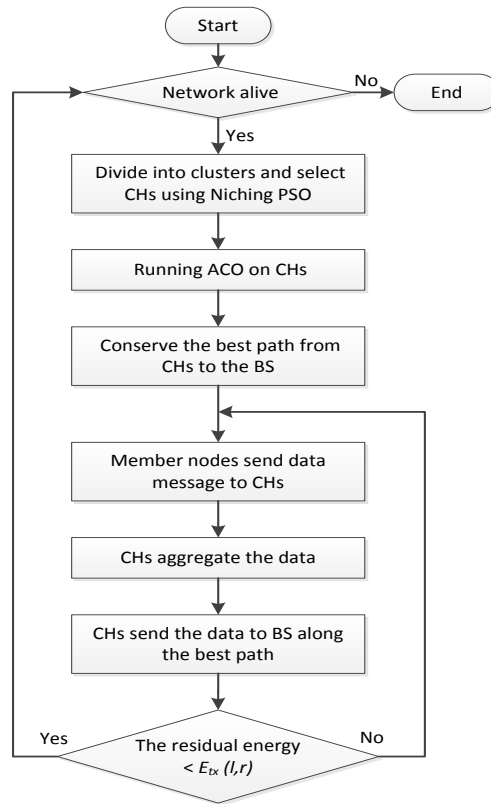 Start
Network alive
No
End
Yes
Divide into clusters and select
CHs using Niching PSO
Running ACO on CHs
Conserve the best path from
CHs to the BS
Member nodes send data
message to CHs
CHs aggregate the data
CHs send the data to BS along
the best path
Yes
No
The residual energy
< Etx (l,r)